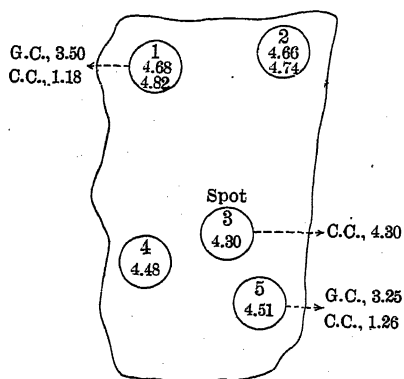 G.C., 3.50
C.C., 1.18
1
4.68
4.82
2
4.66
4.74
Spot
3
4.30
C.C., 4.30
4
4.48
5
4.51
G.C., 3.25
C.C., 1.26